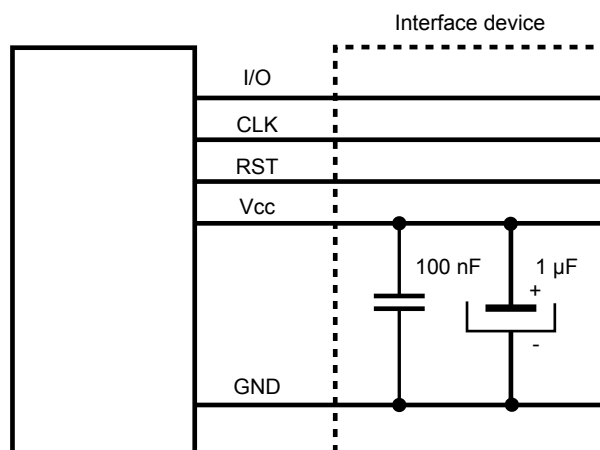 Interface device
I/O
CLK
RST
Vcc
100 nF
1 µF
+
-
GND